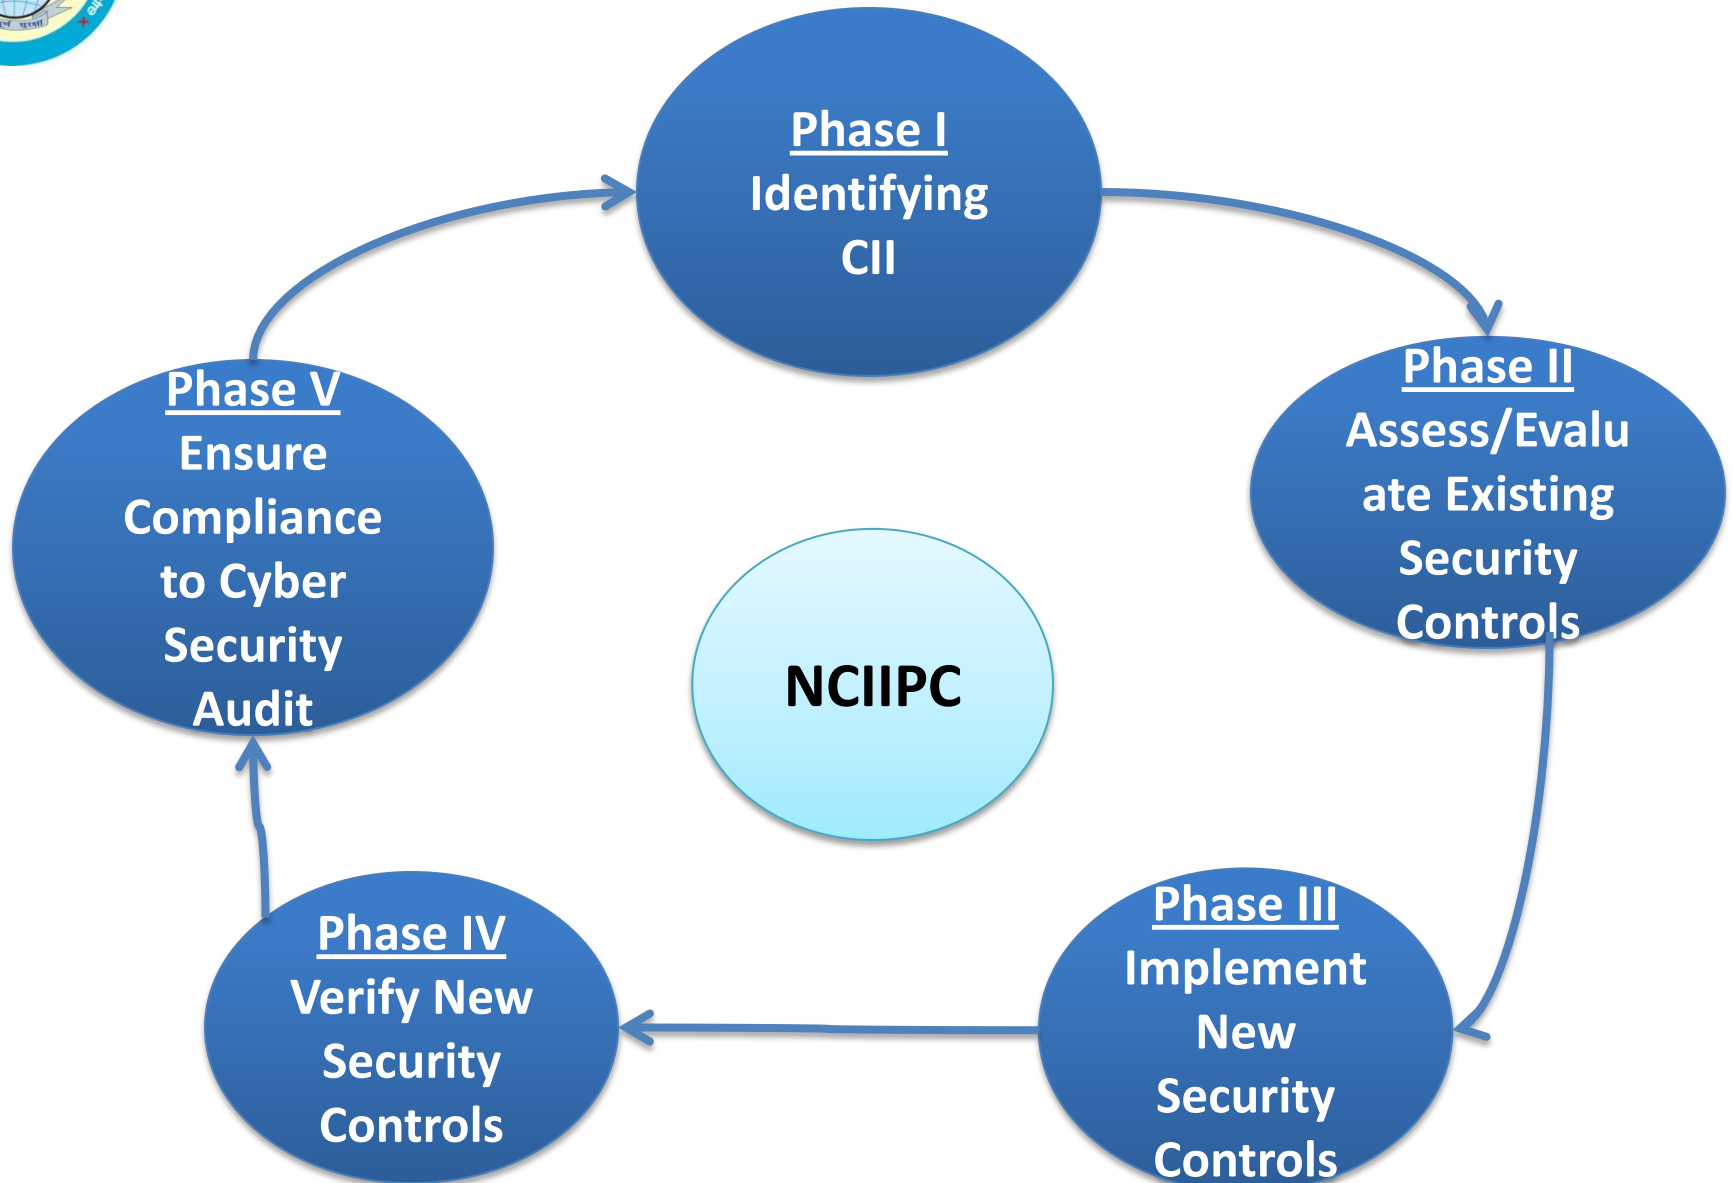 Phase I
Identifying
CII
Phase II
Assess/Evalu
ate Existing
Security
Controls
Phase III
Implement
New
Security
Controls
Phase IV
Verify New
Security
Controls
Phase V
Ensure
Compliance
to Cyber
Security
Audit
NCIIPC